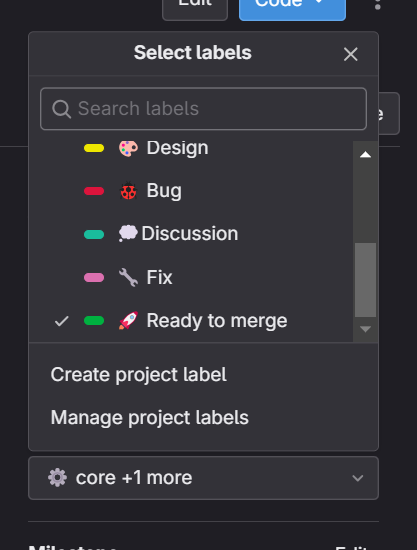 Edit
Code
Select labels
Search labels
Design
Bug
Discussion
Fix
Ready to merge
Create project label
Manage project labels
core +1 more
Milestone
Edit